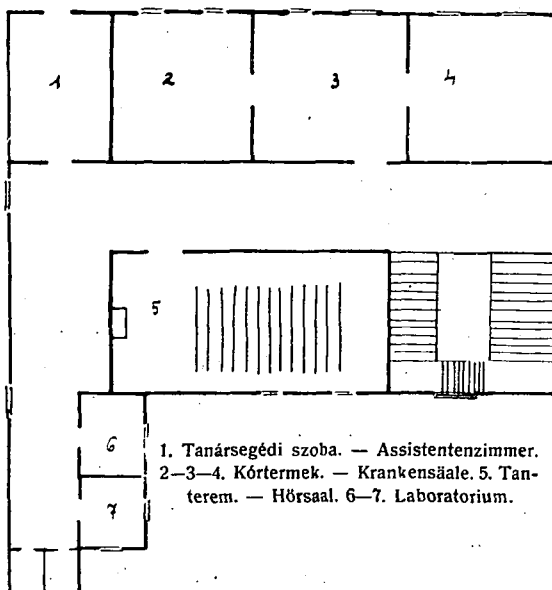 1 2 3 4
5
6
7
1. Tanársegédi szoba. — Assistentenzimmer.
2—3—4. Kórtermek. — Krankensäale. 5. Tan-
terem. — Hörsaal. 6—7. Laboratorium.